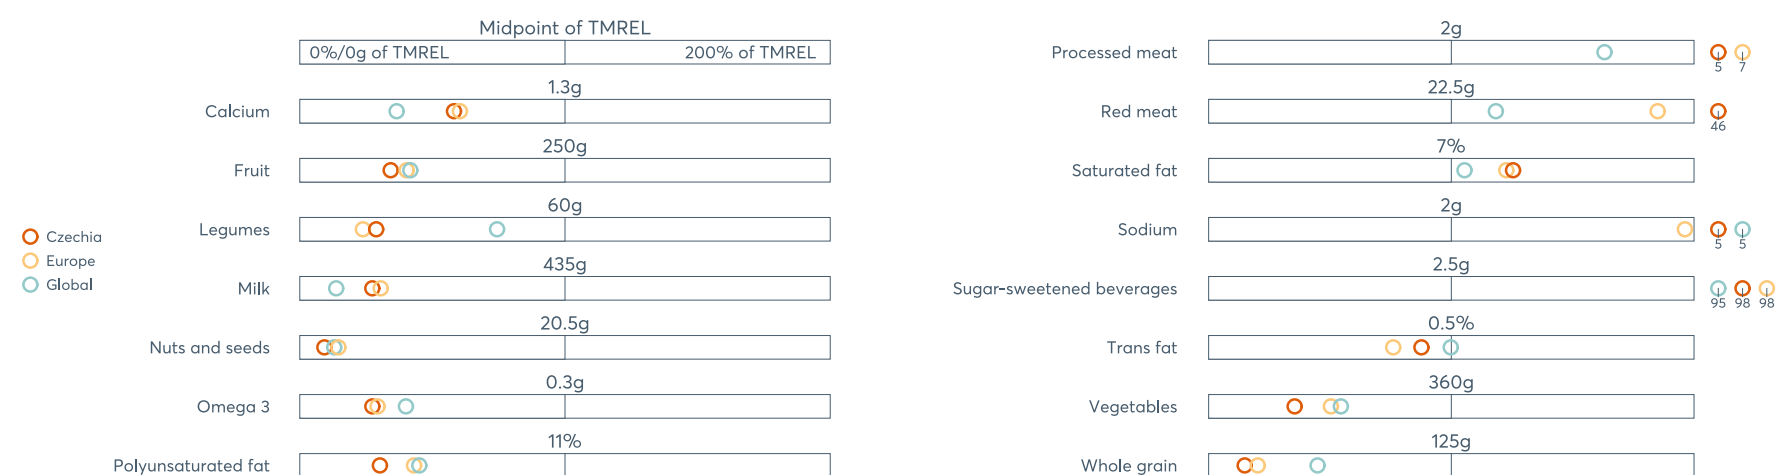 Midpoint of TMREL
0%/0g of TMREL 200% of TMREL
1.3g
Calcium
250g
Fruit
60g
Legumes
435g
Milk
20.5g
Nuts and seeds
0.3g
Omega 3
11%
Polyunsaturated fat
Czechia
Europe
Global
2g
Processed meat
5 7
22.5g
Red meat
46
7%
Saturated fat
2g
Sodium
5 5
2.5g
Sugar-sweetened beverages
95 98 98
0.5%
Trans fat
360g
Vegetables
125g
Whole grain